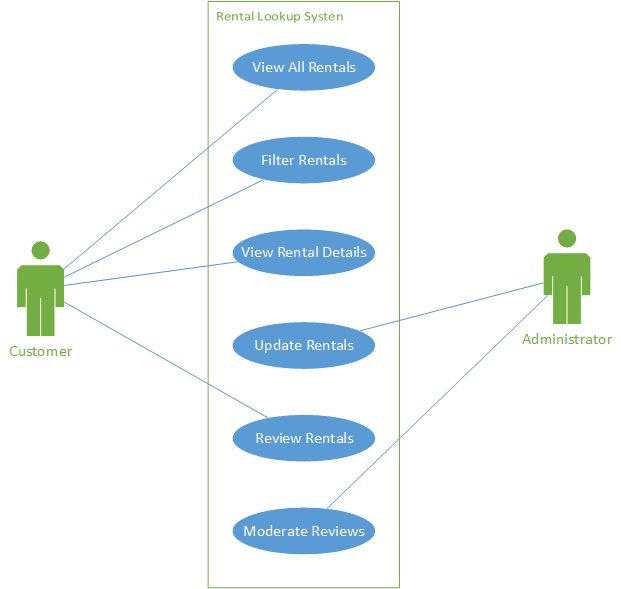 Rental Lookup Systen
View All Rentals
Filter Rentals
View Rental Details
Update Rentals
Review Rentals
Moderate Reviews
Customer
Administrator